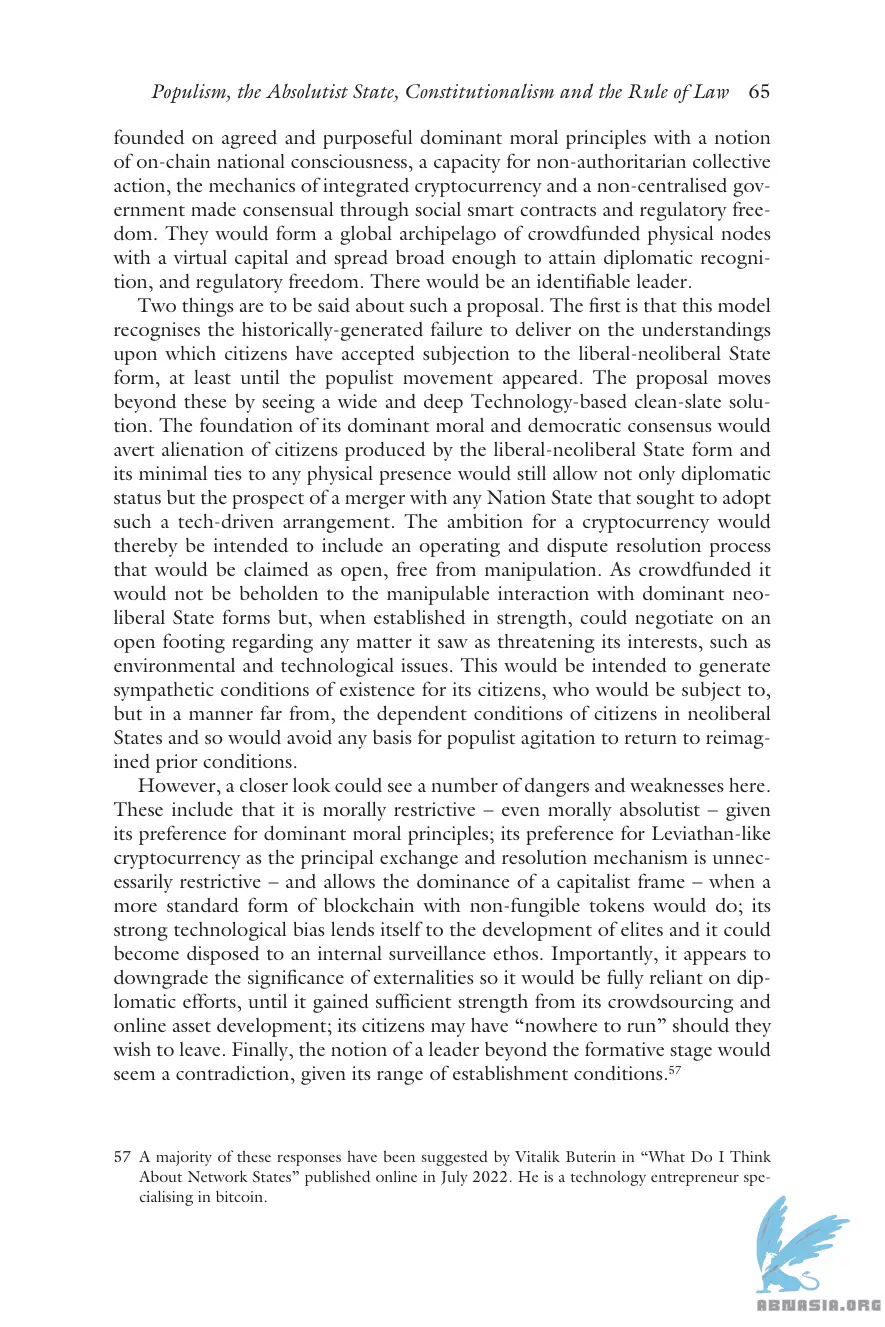 Populism, the Absolutist State, Constitutionalism and the Rule of Law 65
founded on agreed and purposeful dominant moral principles with a notion
of on-chain national consciousness, a capacity for non-authoritarian collective
action, the mechanics of integrated cryptocurrency and a non-centralised gov-
ernment made consensual through social smart contracts and regulatory free-
dom. They would form a global archipelago of crowdfunded physical nodes
with a virtual capital and spread broad enough to attain diplomatic recogni-
tion, and regulatory freedom. There would be an identifiable leader.
Two things are to be said about such a proposal. The first is that this model
recognises the historically-generated failure to deliver on the understandings
upon which citizens have accepted subjection to the liberal-neoliberal State
form, at least until the populist movement appeared. The proposal moves
beyond these by seeing a wide and deep Technology-based clean-slate solu-
tion. The foundation of its dominant moral and democratic consensus would
avert alienation of citizens produced by the liberal-neoliberal State form and
its minimal ties to any physical presence would still allow not only diplomatic
status but the prospect of a merger with any Nation State that sought to adopt
such a tech-driven arrangement. The ambition for a cryptocurrency would
thereby be intended to include an operating and dispute resolution process
that would be claimed as open, free from manipulation. As crowdfunded it
would not be beholden to the manipulable interaction with dominant neo-
liberal State forms but, when established in strength, could negotiate on an
open footing regarding any matter it saw as threatening its interests, such as
environmental and technological issues. This would be intended to generate
sympathetic conditions of existence for its citizens, who would be subject to,
but in a manner far from, the dependent conditions of citizens in neoliberal
States and so would avoid any basis for populist agitation to return to reimag-
ined prior conditions.
However, a closer look could see a number of dangers and weaknesses here.
These include that it is morally restrictive – even morally absolutist – given
its preference for dominant moral principles; its preference for Leviathan-like
cryptocurrency as the principal exchange and resolution mechanism is unnec-
essarily restrictive – and allows the dominance of a capitalist frame – when a
more standard form of blockchain with non-fungible tokens would do; its
strong technological bias lends itself to the development of elites and it could
become disposed to an internal surveillance ethos. Importantly, it appears to
downgrade the significance of externalities so it would be fully reliant on dip-
lomatic efforts, until it gained sufficient strength from its crowdsourcing and
online asset development; its citizens may have “nowhere to run” should they
wish to leave. Finally, the notion of a leader beyond the formative stage would
seem a contradiction, given its range of establishment conditions.57
57 A majority of these responses have been suggested by Vitalik Buterin in “What Do I Think
About Network States” published online in July 2022. He is a technology entrepreneur spe-
cialising in bitcoin.
ABNASIA.ORG